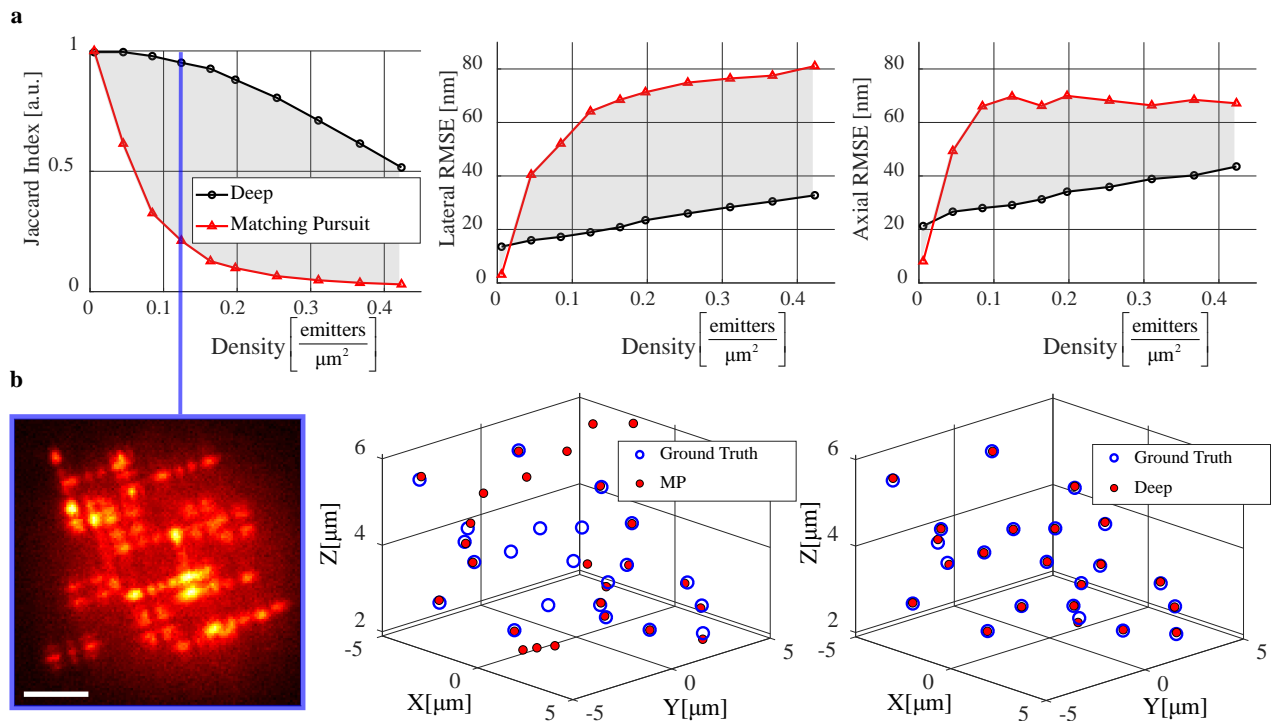 a
1
0.5
0
Jaccard Index [a.u.]
Deep
Matching Pursuit
0 0.1 0.2 0.3 0.4
Density [emitters / μm²]
80
60
40
20
0
Lateral RMSE [nm]
0 0.1 0.2 0.3 0.4
Density [emitters / μm²]
80
60
40
20
0
Axial RMSE [nm]
0 0.1 0.2 0.3 0.4
Density [emitters / μm²]
b
6
4
2
Z[μm]
Ground Truth
MP
-5 0 5
X[μm]
-5 0 5
Y[μm]
6
4
2
Z[μm]
Ground Truth
Deep
-5 0 5
X[μm]
-5 0 5
Y[μm]